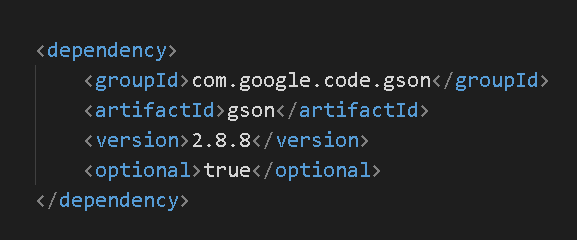 <dependency>
<groupId>com.google.code.gson</groupId>
<artifactId>gson</artifactId>
<version>2.8.8</version>
<optional>true</optional>
</dependency>